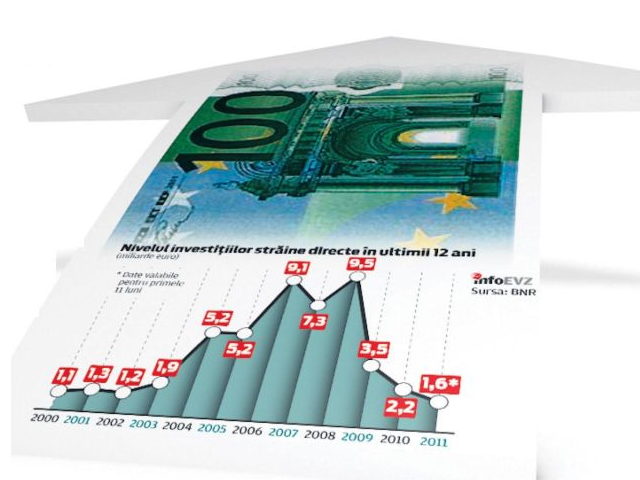 100
Nivelul investițiilor străine directe în ultimii 12 ani
(miliarde euro)
* Date valabile
pentru primele
11 luni
infoEVZ
Sursa: BNR
9,1
9,5
5,2
7,3
5,2
3,5
1,1
1,3
1,2
1,9
2,2
1,6*
2000 2001 2002 2003 2004 2005 2006 2007 2008 2009 2010 2011